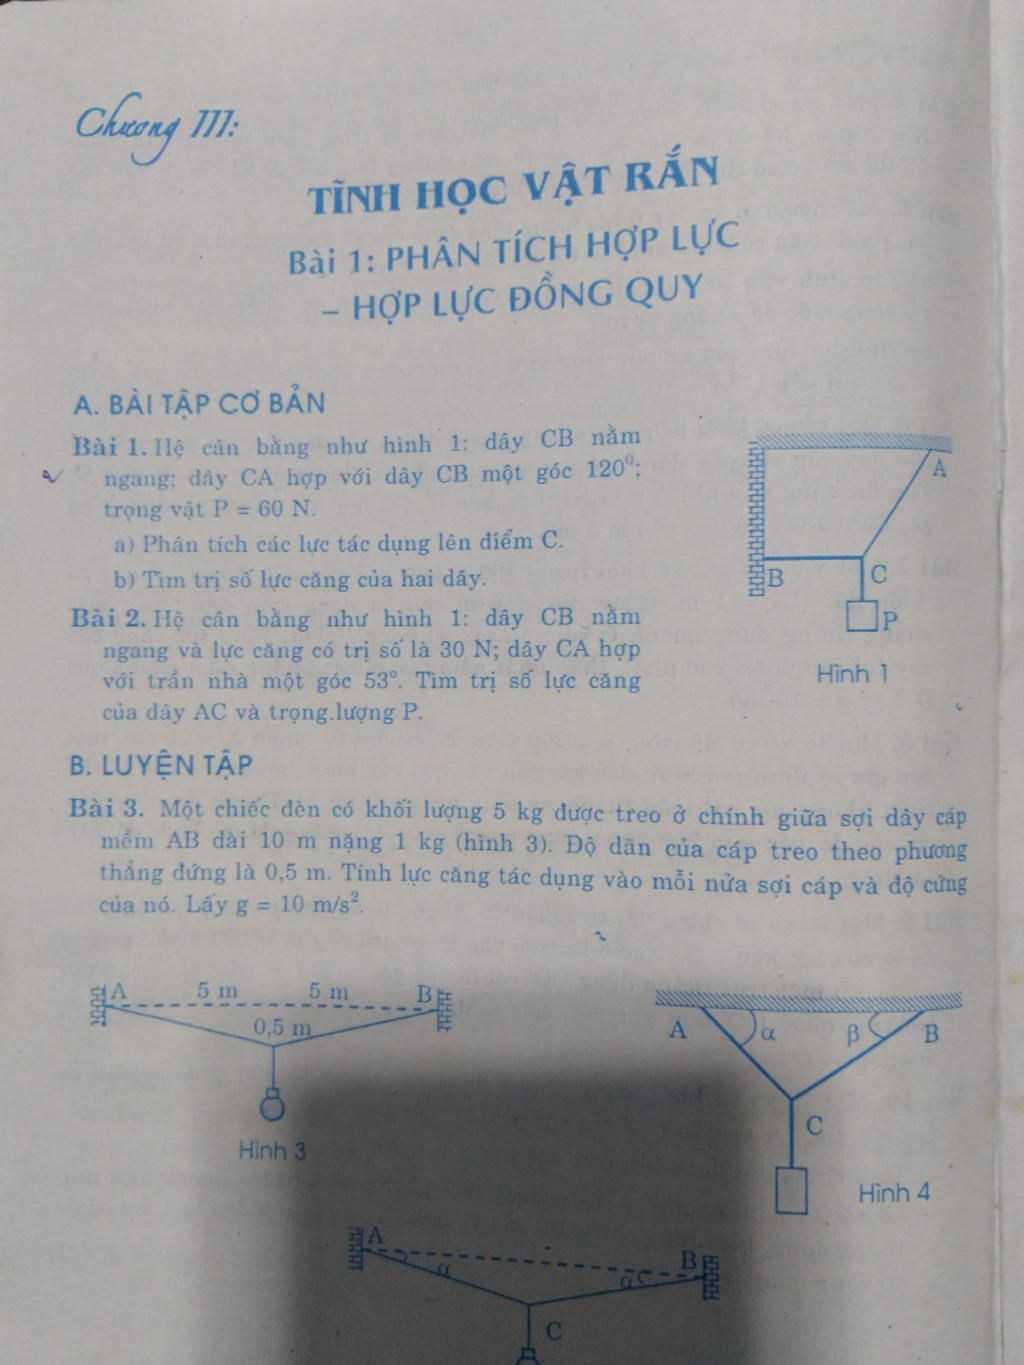 Chương III:
TĨNH HỌC VẬT RẮN
Bài 1: PHÂN TÍCH HỢP LỰC
– HỢP LỰC ĐỒNG QUY
A. BÀI TẬP CƠ BẢN
Bài 1. Hệ cân bằng như hình 1: dây CB nằm
ngang; dây CA hợp với dây CB một góc 120⁰;
trọng vật P = 60 N.
a) Phân tích các lực tác dụng lên điểm C.
b) Tìm trị số lực căng của hai dây.
A
B
C
P
Hình 1
Bài 2. Hệ cân bằng như hình 1: dây CB nằm
ngang và lực căng có trị số là 30 N; dây CA hợp
với trần nhà một góc 53⁰. Tìm trị số lực căng
của dây AC và trọng.lượng P.
B. LUYỆN TẬP
Bài 3. Một chiếc đèn có khối lượng 5 kg được treo ở chính giữa sợi dây cáp
mềm AB dài 10 m nặng 1 kg (hình 3). Độ dãn của cáp treo theo phương
thẳng đứng là 0,5 m. Tính lực căng tác dụng vào mỗi nửa sợi cáp và độ cứng
của nó. Lấy g = 10 m/s².
A 5 m 5 m B
0,5 m
Hình 3
A α β B
C
Hình 4
A
α α B
C